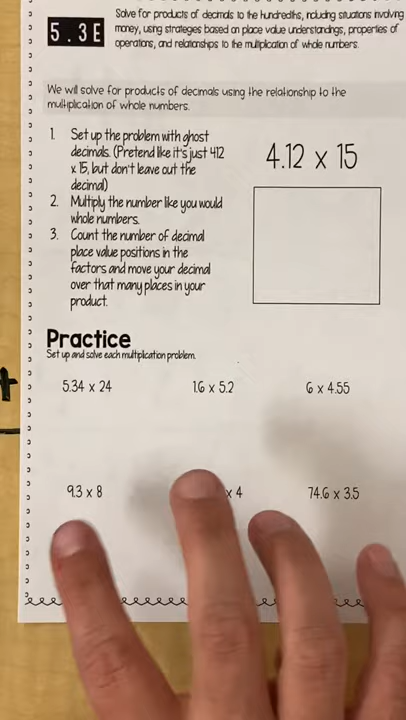 5.3E
Solve for products of decimals to the hundredths, including situations involving
money, using strategies based on place value understandings, properties of
operations, and relationships to the multiplication of whole numbers.
We will solve for products of decimals using the relationship to the
multiplication of whole numbers.
1. Set up the problem with ghost
decimals. (Pretend like it's just 412
x 15, but don't leave out the
decimal)
2. Multiply the number like you would
whole numbers.
3. Count the number of decimal
place value positions in the
factors and move your decimal
over that many places in your
product.
4.12 x 15
Practice
Set up and solve each multiplication problem.
5.34 x 24 1.6 x 5.2 6 x 4.55
9.3 x 8 x 4 74.6 x 3.5